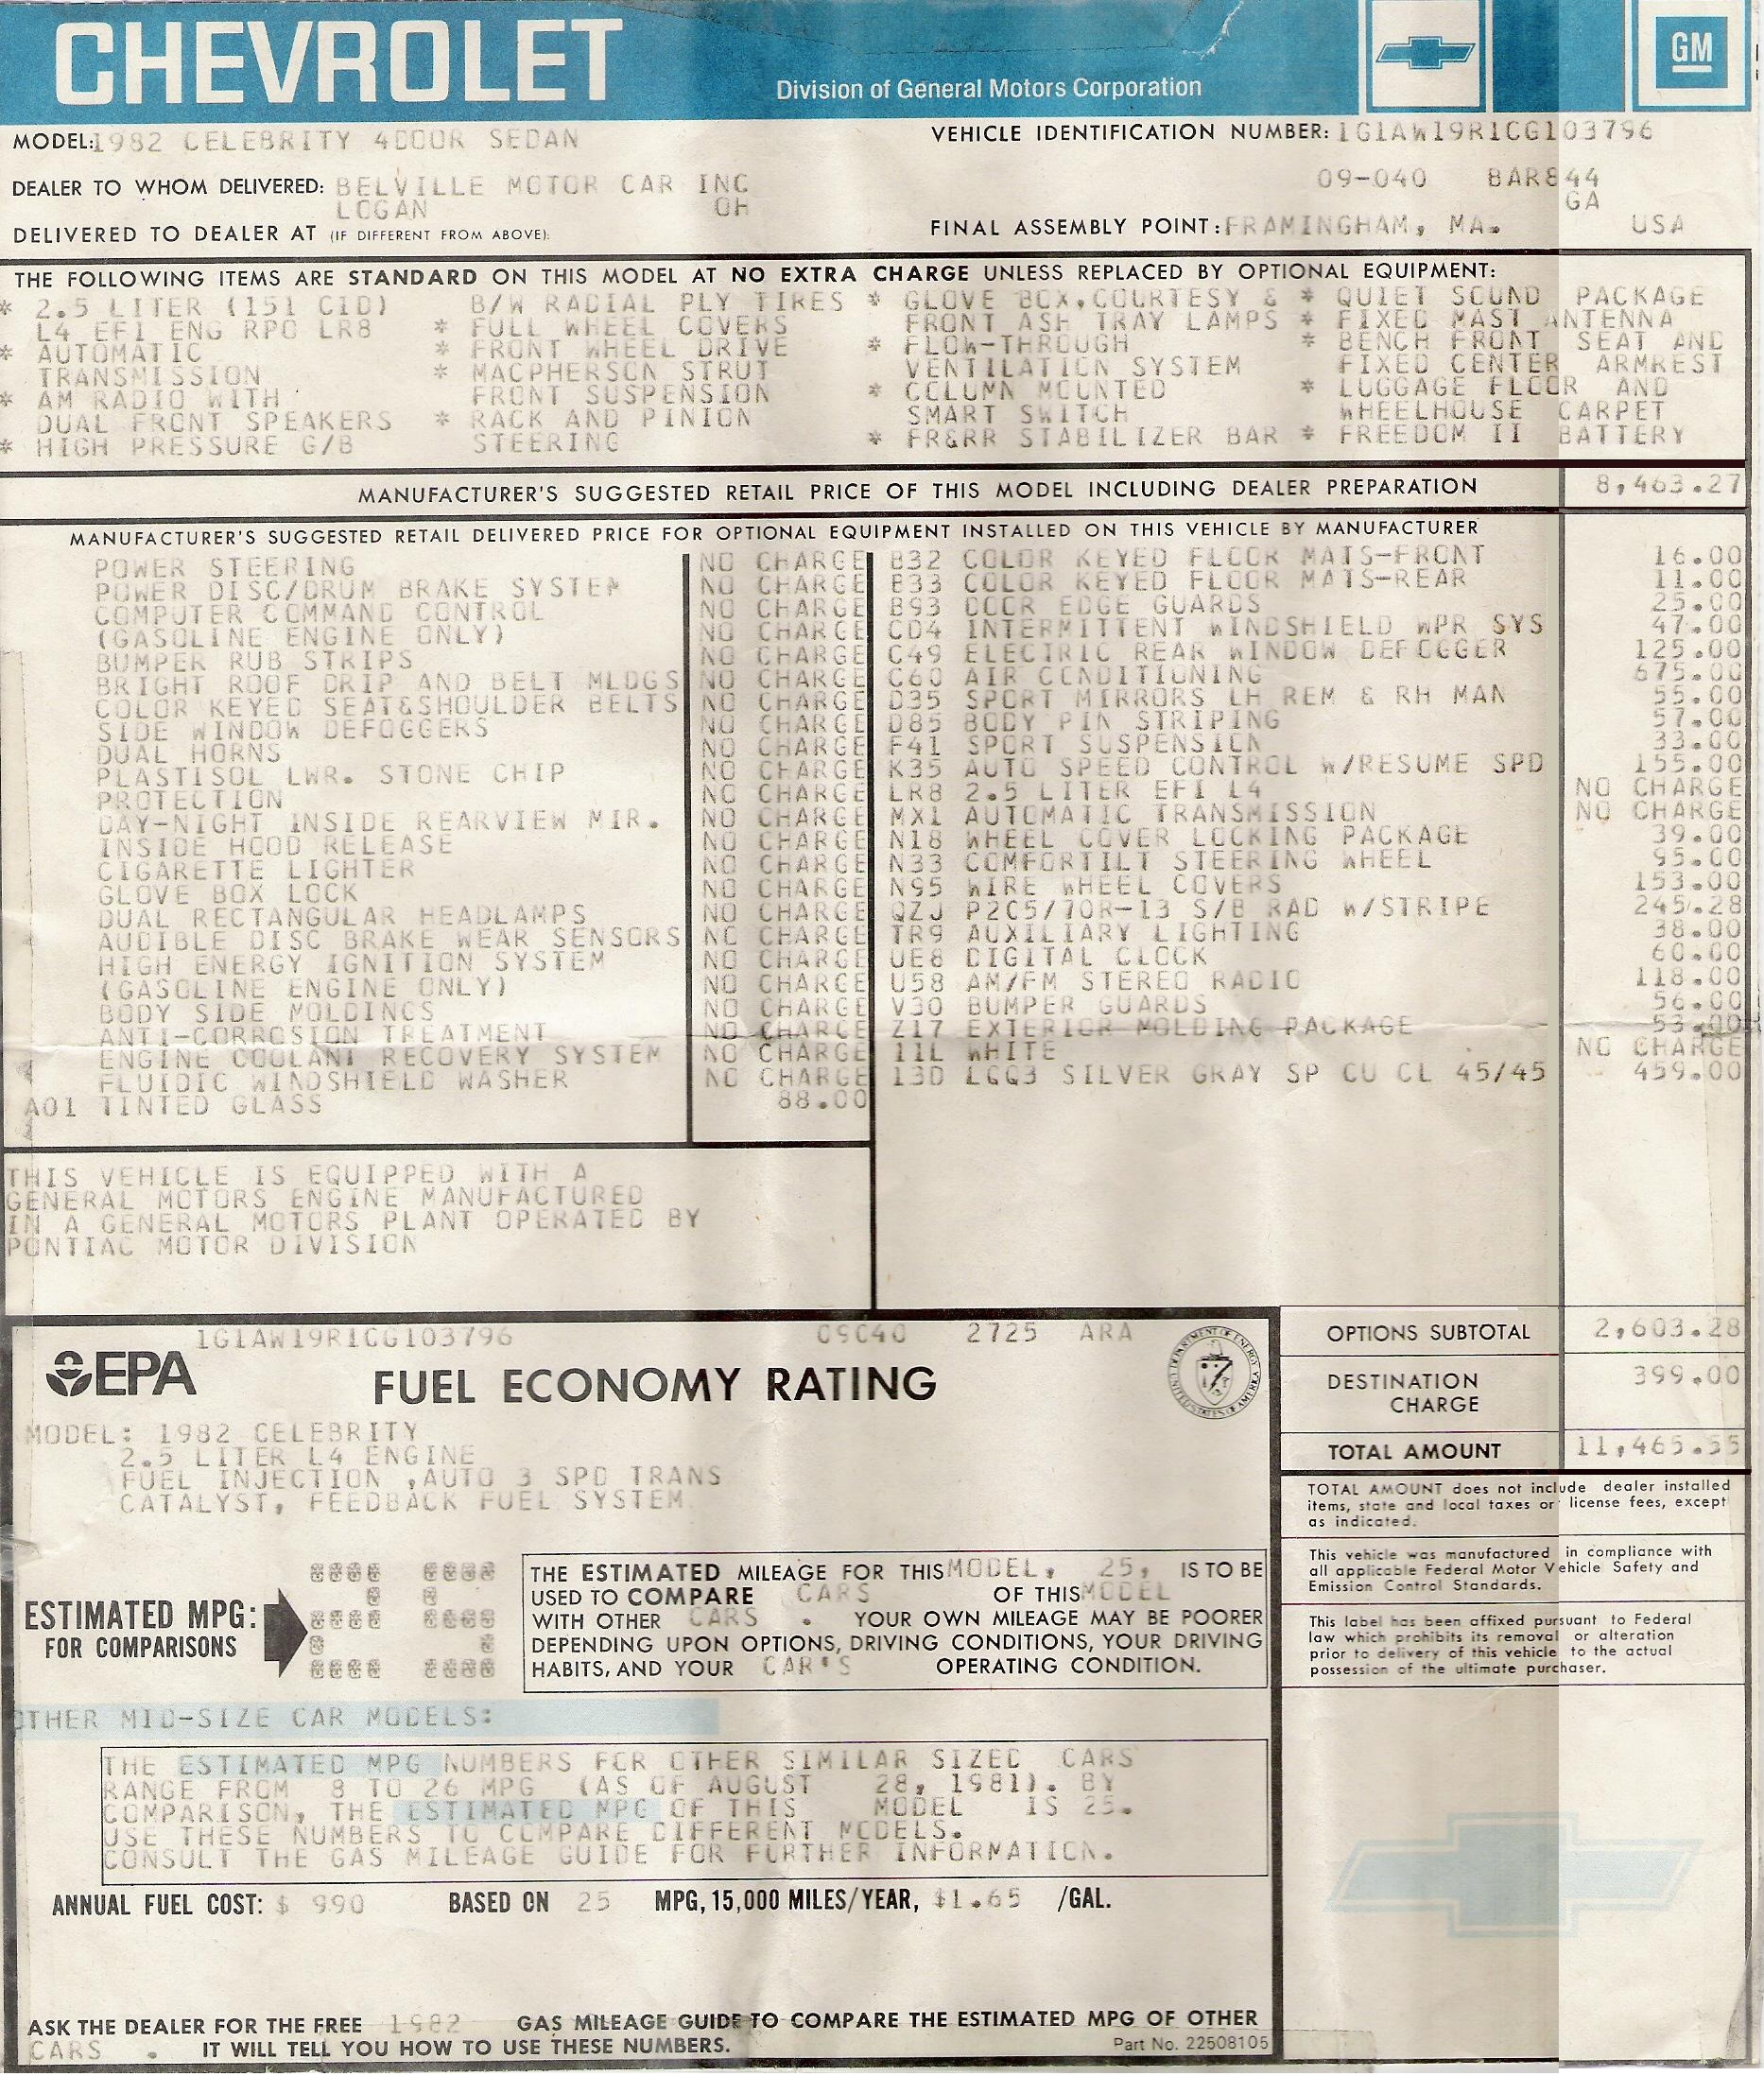 CHEVROLET
Division of General Motors Corporation
GM
MODEL: 1982 CELEBRITY 4DOOR SEDAN
VEHICLE IDENTIFICATION NUMBER: 1G1AW19R1CG103796
DEALER TO WHOM DELIVERED: BELVILLE MOTOR CAR INC
09-040 BAR844
LOGAN OH
GA
DELIVERED TO DEALER AT (IF DIFFERENT FROM ABOVE):
FINAL ASSEMBLY POINT: FRAMINGHAM, MA. USA
THE FOLLOWING ITEMS ARE STANDARD ON THIS MODEL AT NO EXTRA CHARGE UNLESS REPLACED BY OPTIONAL EQUIPMENT:
* 2.5 LITER (151 CID)
L4 EFI ENG RPO LR8
* AUTOMATIC
TRANSMISSION
* AM RADIO WITH
DUAL FRONT SPEAKERS
* HIGH PRESSURE G/B
B/W RADIAL PLY TIRES
* FULL WHEEL COVERS
* FRONT WHEEL DRIVE
* MACPHERSON STRUT
FRONT SUSPENSION
* RACK AND PINION
STEERING
* GLOVE BOX,COURTESY &
FRONT ASH TRAY LAMPS
* FLOW-THROUGH
VENTILATION SYSTEM
* COLUMN MOUNTED
SMART SWITCH
* FR&RR STABILIZER BAR
* QUIET SOUND PACKAGE
* FIXED MAST ANTENNA
* BENCH FRONT SEAT AND
FIXED CENTER ARMREST
* LUGGAGE FLOOR AND
WHEELHOUSE CARPET
* FREEDOM II BATTERY
MANUFACTURER'S SUGGESTED RETAIL PRICE OF THIS MODEL INCLUDING DEALER PREPARATION 8,463.27
MANUFACTURER'S SUGGESTED RETAIL DELIVERED PRICE FOR OPTIONAL EQUIPMENT INSTALLED ON THIS VEHICLE BY MANUFACTURER
POWER STEERING NO CHARGE
POWER DISC/DRUM BRAKE SYSTEM NO CHARGE
COMPUTER COMMAND CONTROL NO CHARGE
(GASOLINE ENGINE ONLY) NO CHARGE
BUMPER RUB STRIPS NO CHARGE
BRIGHT ROOF DRIP AND BELT MLDGS NO CHARGE
COLOR KEYED SEAT&SHOULDER BELTS NO CHARGE
SIDE WINDOW DEFOGGERS NO CHARGE
DUAL HORNS NO CHARGE
PLASTISOL LWR. STONE CHIP NO CHARGE
PROTECTION NO CHARGE
DAY-NIGHT INSIDE REARVIEW MIR. NO CHARGE
INSIDE HOOD RELEASE NO CHARGE
CIGARETTE LIGHTER NO CHARGE
GLOVE BOX LOCK NO CHARGE
DUAL RECTANGULAR HEADLAMPS NO CHARGE
AUDIBLE DISC BRAKE WEAR SENSORS NO CHARGE
HIGH ENERGY IGNITION SYSTEM NO CHARGE
(GASOLINE ENGINE ONLY) NO CHARGE
BODY SIDE MOLDINGS NO CHARGE
ANTI-CORROSION TREATMENT NO CHARGE
ENGINE COOLANT RECOVERY SYSTEM NO CHARGE
FLUIDIC WINDSHIELD WASHER NO CHARGE
A01 TINTED GLASS 88.00
B32 COLOR KEYED FLOOR MATS-FRONT 16.00
B33 COLOR KEYED FLOOR MATS-REAR 11.00
B93 DOOR EDGE GUARDS 25.00
CD4 INTERMITTENT WINDSHIELD WPR SYS 47.00
C49 ELECTRIC REAR WINDOW DEFOGGER 125.00
C60 AIR CONDITIONING 675.00
D35 SPORT MIRRORS LH REM & RH MAN 55.00
D85 BODY PIN STRIPING 57.00
F41 SPORT SUSPENSION 33.00
K35 AUTO SPEED CONTROL W/RESUME SPD 155.00
LR8 2.5 LITER EFI L4 NO CHARGE
MX1 AUTOMATIC TRANSMISSION NO CHARGE
N18 WHEEL COVER LOCKING PACKAGE 39.00
N33 COMFORTILT STEERING WHEEL 95.00
N95 WIRE WHEEL COVERS 153.00
QZJ P205/70R-13 S/B RAD W/STRIPE 245.28
TR9 AUXILIARY LIGHTING 38.00
UE8 DIGITAL CLOCK 60.00
U58 AM/FM STEREO RADIO 118.00
V30 BUMPER GUARDS 56.00
Z17 EXTERIOR MOLDING PACKAGE 53.00
11L WHITE NO CHARGE
13D LGQ3 SILVER GRAY SP CU CL 45/45 459.00
THIS VEHICLE IS EQUIPPED WITH A
GENERAL MOTORS ENGINE MANUFACTURED
IN A GENERAL MOTORS PLANT OPERATED BY
PONTIAC MOTOR DIVISION
OPTIONS SUBTOTAL 2,603.28
DESTINATION CHARGE 399.00
TOTAL AMOUNT 11,465.55
TOTAL AMOUNT does not include dealer installed
items, state and local taxes or license fees, except
as indicated.
This vehicle was manufactured in compliance with
all applicable Federal Motor Vehicle Safety and
Emission Control Standards.
This label has been affixed pursuant to Federal
law which prohibits its removal or alteration
prior to delivery of this vehicle to the actual
possession of the ultimate purchaser.
1G1AW19R1CG103796 09C40 2725 ARA
EPA
FUEL ECONOMY RATING
DEPARTMENT OF ENERGY
UNITED STATES OF AMERICA
MODEL: 1982 CELEBRITY
2.5 LITER L4 ENGINE
FUEL INJECTION ,AUTO 3 SPD TRANS
CATALYST, FEEDBACK FUEL SYSTEM
ESTIMATED MPG:
FOR COMPARISONS
25
THE ESTIMATED MILEAGE FOR THIS MODEL, 25, IS TO BE
USED TO COMPARE CARS OF THIS MODEL
WITH OTHER CARS . YOUR OWN MILEAGE MAY BE POORER
DEPENDING UPON OPTIONS, DRIVING CONDITIONS, YOUR DRIVING
HABITS, AND YOUR CAR'S OPERATING CONDITION.
OTHER MID-SIZE CAR MODELS:
THE ESTIMATED MPG NUMBERS FOR OTHER SIMILAR SIZED CARS
RANGE FROM 8 TO 26 MPG (AS OF AUGUST 28, 1981). BY
COMPARISON, THE ESTIMATED MPG OF THIS MODEL IS 25.
USE THESE NUMBERS TO COMPARE DIFFERENT MODELS.
CONSULT THE GAS MILEAGE GUIDE FOR FURTHER INFORMATION.
ANNUAL FUEL COST: $ 990 BASED ON 25 MPG, 15,000 MILES/YEAR, $1.65 /GAL.
ASK THE DEALER FOR THE FREE 1982 GAS MILEAGE GUIDE TO COMPARE THE ESTIMATED MPG OF OTHER
CARS . IT WILL TELL YOU HOW TO USE THESE NUMBERS.
Part No. 22508105